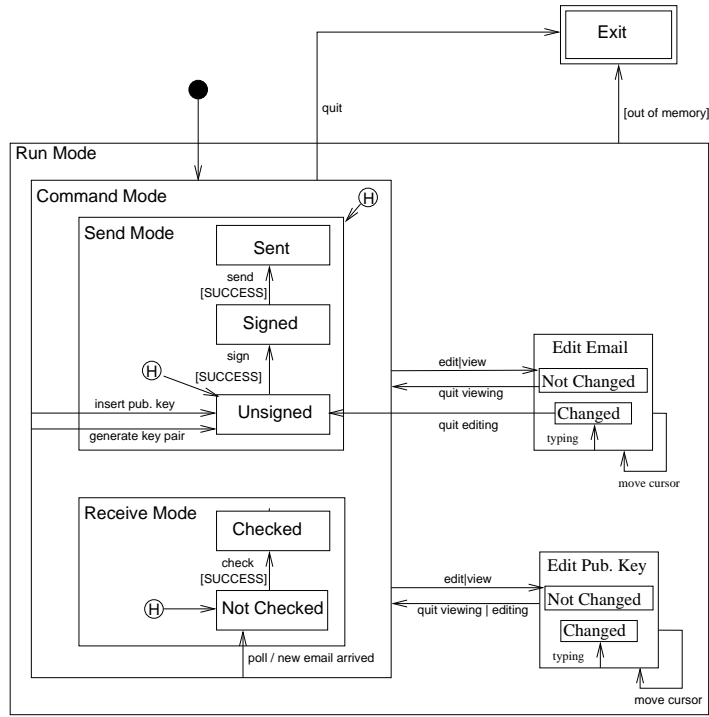 Exit
quit
[out of memory]
Run Mode
Command Mode
H
Send Mode
Sent
send
[SUCCESS]
Signed
sign
[SUCCESS]
H
Unsigned
insert pub. key
generate key pair
edit|view
quit viewing
quit editing
Edit Email
Not Changed
Changed
typing
move cursor
Receive Mode
Checked
check
[SUCCESS]
H
Not Checked
poll / new email arrived
edit|view
quit viewing | editing
Edit Pub. Key
Not Changed
Changed
typing
move cursor